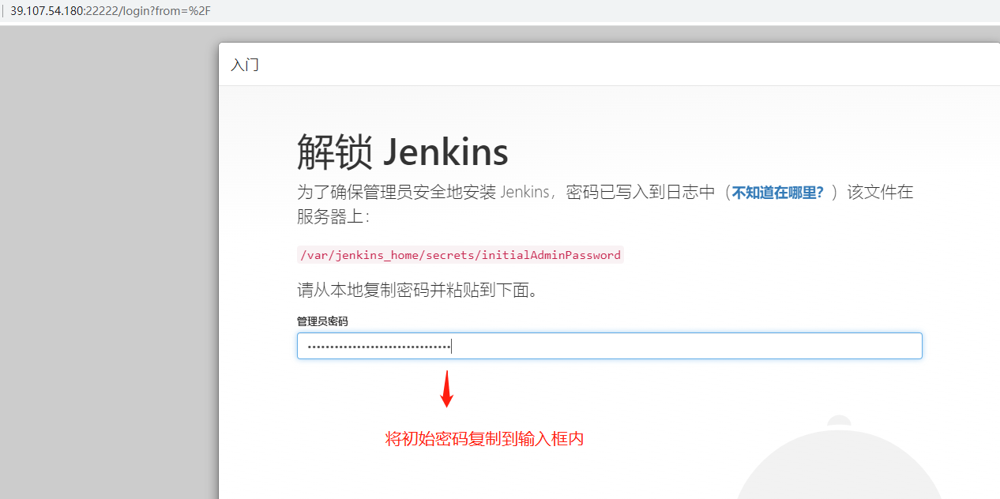 39.107.54.180:22222/login?from=%2F
入门
解锁 Jenkins
为了确保管理员安全地安装 Jenkins，密码已写入到日志中（不知道在哪里？）该文件在
服务器上：
/var/jenkins_home/secrets/initialAdminPassword
请从本地复制密码并粘贴到下面。
管理员密码
将初始密码复制到输入框内